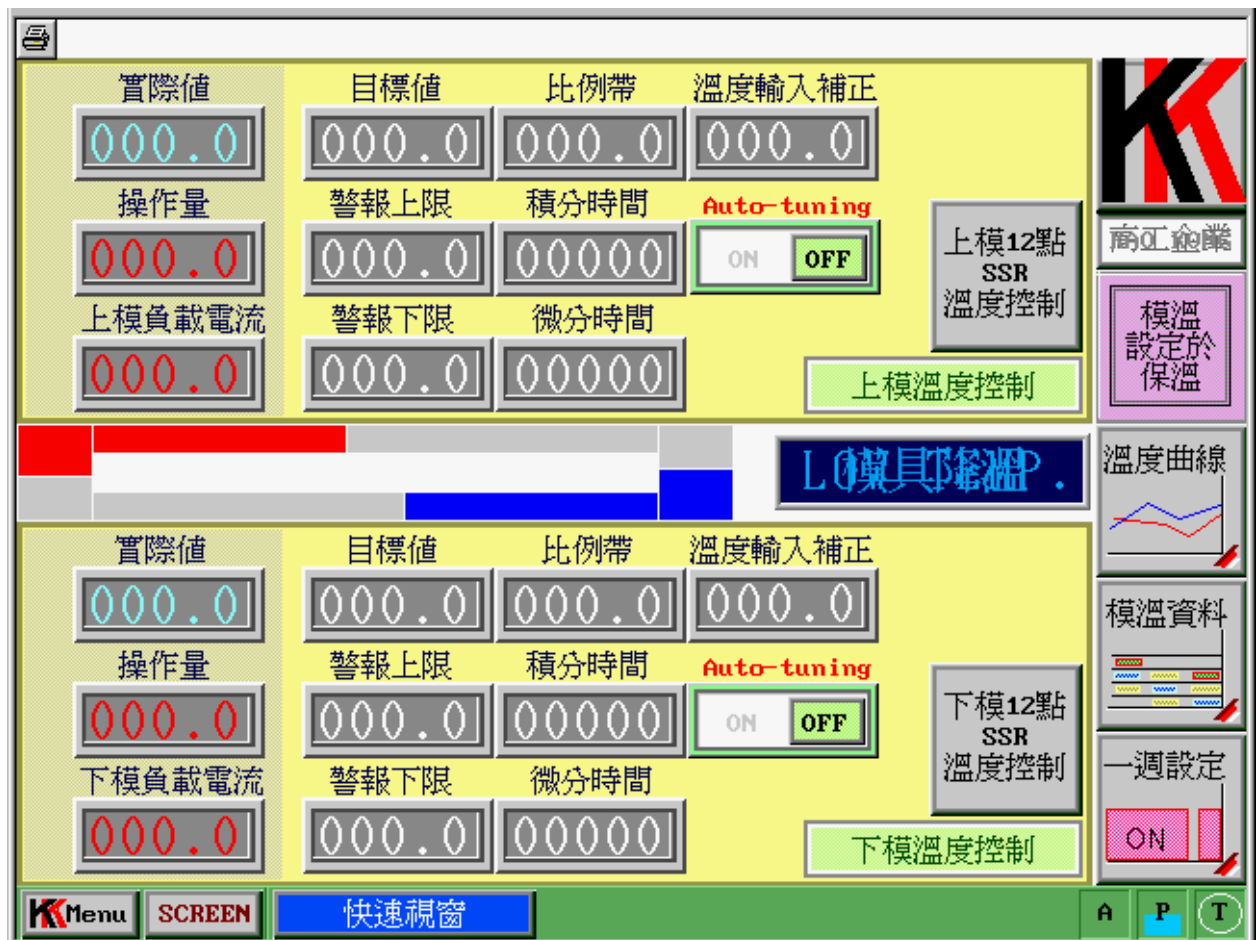 實際值 目標值 比例帶 溫度輸入補正
000.0 000.0 000.0 000.0
操作量 警報上限 積分時間 Auto-tuning
000.0 000.0 00000 ON OFF
上模負載電流 警報下限 微分時間
000.0 000.0 00000
上模12點
SSR
溫度控制
上模溫度控制
實際值 目標值 比例帶 溫度輸入補正
000.0 000.0 000.0 000.0
操作量 警報上限 積分時間 Auto-tuning
000.0 000.0 00000 ON OFF
下模負載電流 警報下限 微分時間
000.0 000.0 00000
下模12點
SSR
溫度控制
下模溫度控制
KK
模溫
設定於
保溫
溫度曲線
模溫資料
一週設定
ON
KK Menu SCREEN 快速視窗 A P T